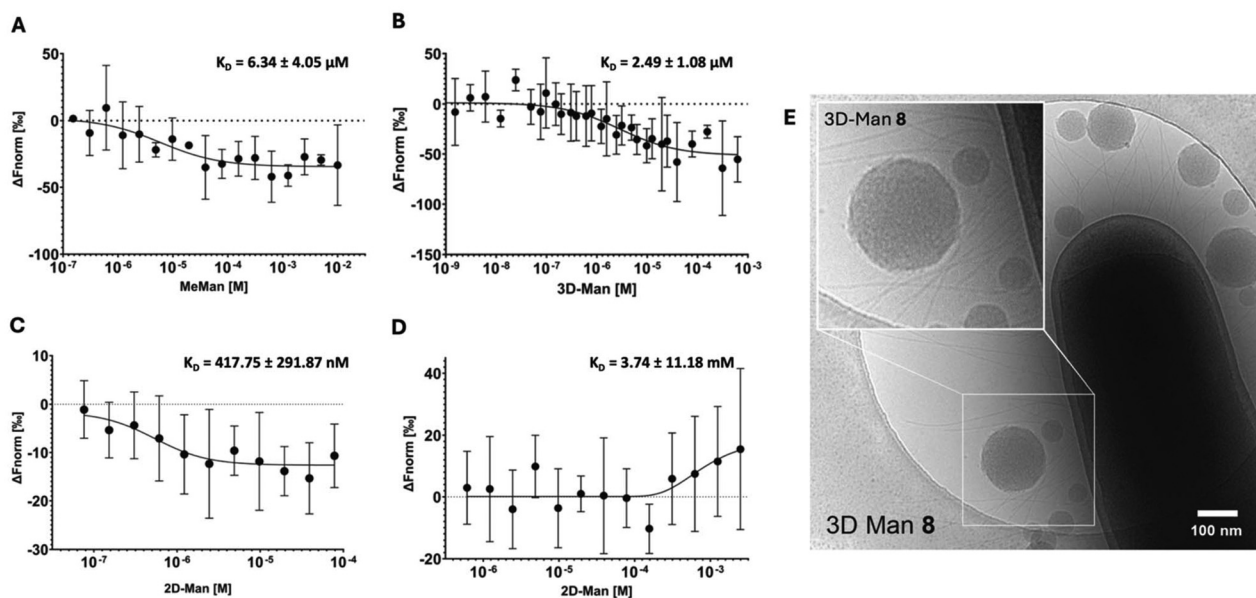 A
K_D = 6.34 ± 4.05 µM
50
0
-50
-100
ΔFnorm [‰]
10-7
10-6
10-5
10-4
10-3
10-2
MeMan [M]
B
K_D = 2.49 ± 1.08 µM
50
0
-50
-100
-150
ΔFnorm [‰]
10-9
10-8
10-7
10-6
10-5
10-4
10-3
3D-Man [M]
C
K_D = 417.75 ± 291.87 nM
10
0
-10
-20
-30
ΔFnorm [‰]
10-7
10-6
10-5
10-4
2D-Man [M]
D
K_D = 3.74 ± 11.18 mM
40
20
0
-20
ΔFnorm [‰]
10-6
10-5
10-4
10-3
2D-Man [M]
E
3D-Man 8
3D Man 8
100 nm